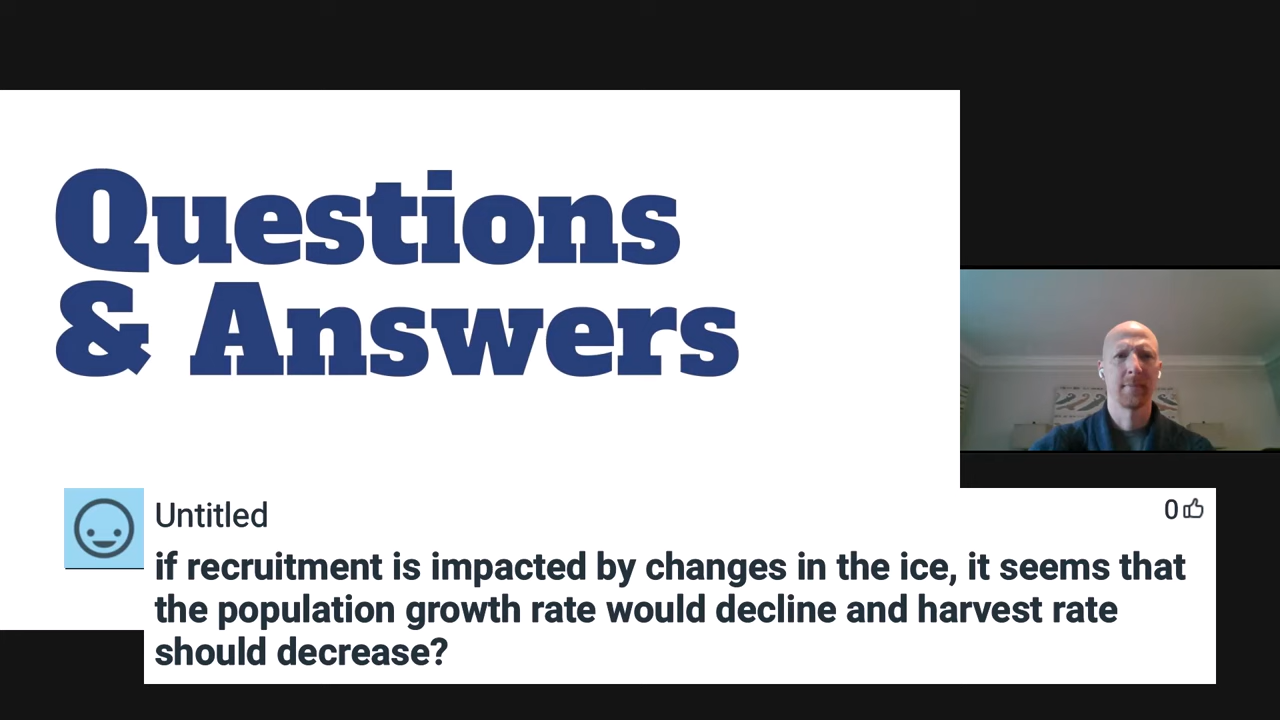 Questions
& Answers
Untitled
0
if recruitment is impacted by changes in the ice, it seems that
the population growth rate would decline and harvest rate
should decrease?